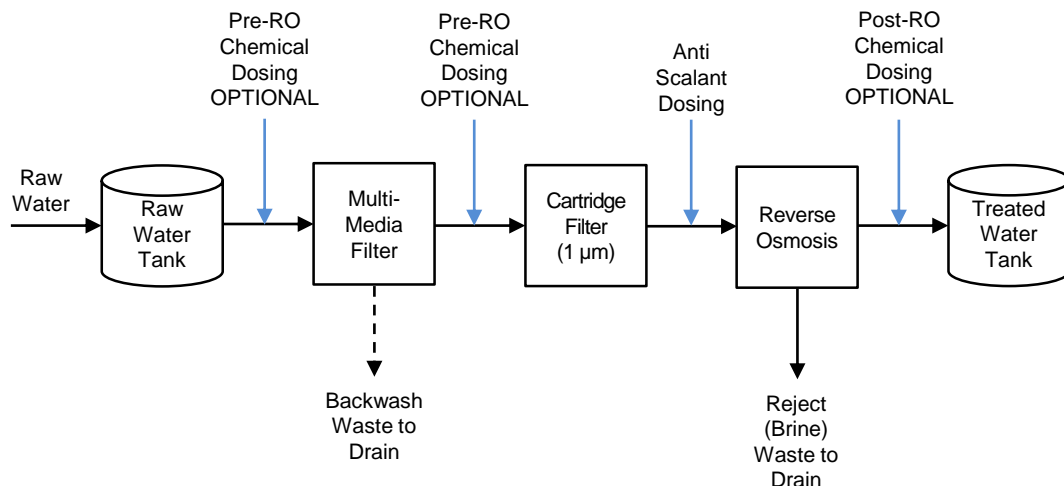 Pre-RO
Chemical
Dosing
OPTIONAL
Pre-RO
Chemical
Dosing
OPTIONAL
Anti
Scalant
Dosing
Post-RO
Chemical
Dosing
OPTIONAL
Raw
Water
Raw
Water
Tank
Multi-
Media
Filter
Cartridge
Filter
(1 µm)
Reverse
Osmosis
Treated
Water
Tank
Backwash
Waste to
Drain
Reject
(Brine)
Waste to
Drain